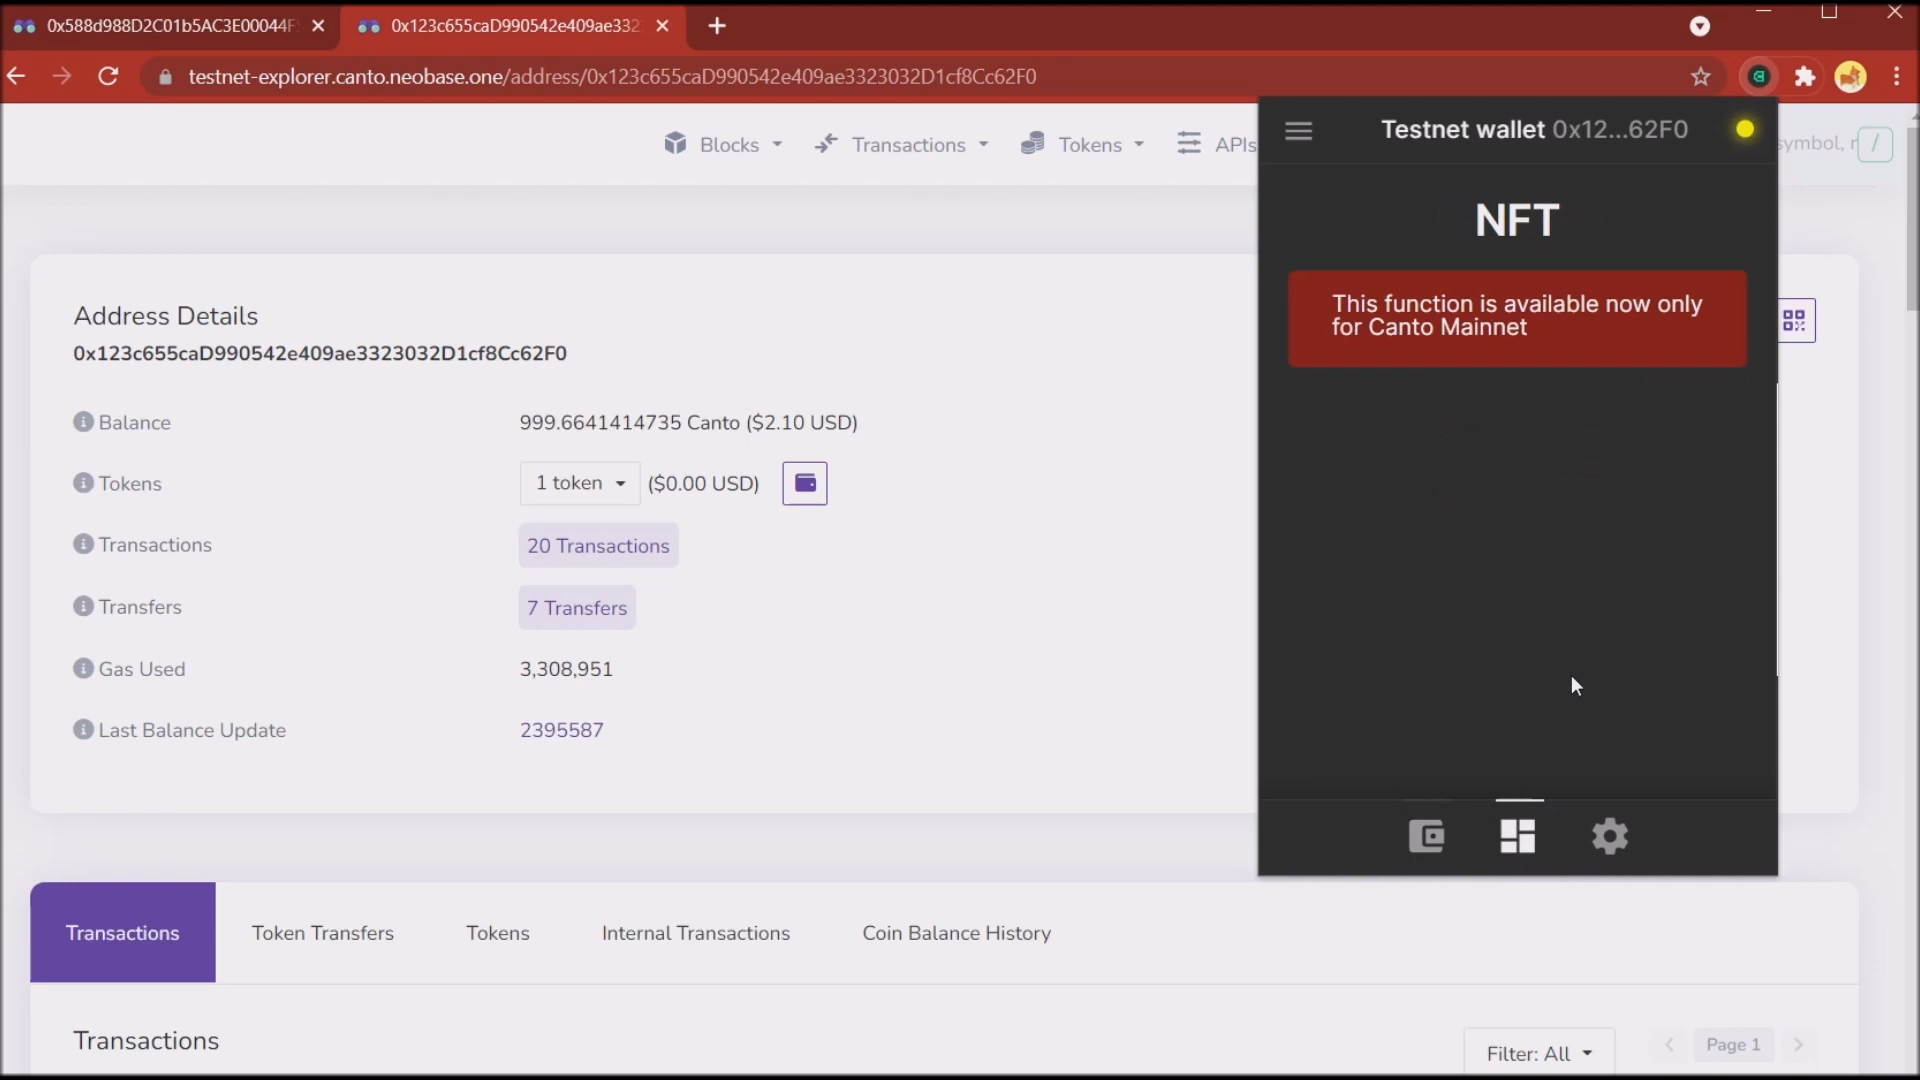 0x588d988D2C01b5AC3E00044F
0x123c655caD990542e409ae332
testnet-explorer.canto.neobase.one/address/0x123c655caD990542e409ae3323032D1cf8Cc62F0
Blocks
Transactions
Tokens
APIs
symbol, r
/
Testnet wallet 0x12...62F0
NFT
This function is available now only
for Canto Mainnet
Address Details
0x123c655caD990542e409ae3323032D1cf8Cc62F0
Balance
999.6641414735 Canto ($2.10 USD)
Tokens
1 token
($0.00 USD)
Transactions
20 Transactions
Transfers
7 Transfers
Gas Used
3,308,951
Last Balance Update
2395587
Transactions
Token Transfers
Tokens
Internal Transactions
Coin Balance History
Transactions
Filter: All
Page 1